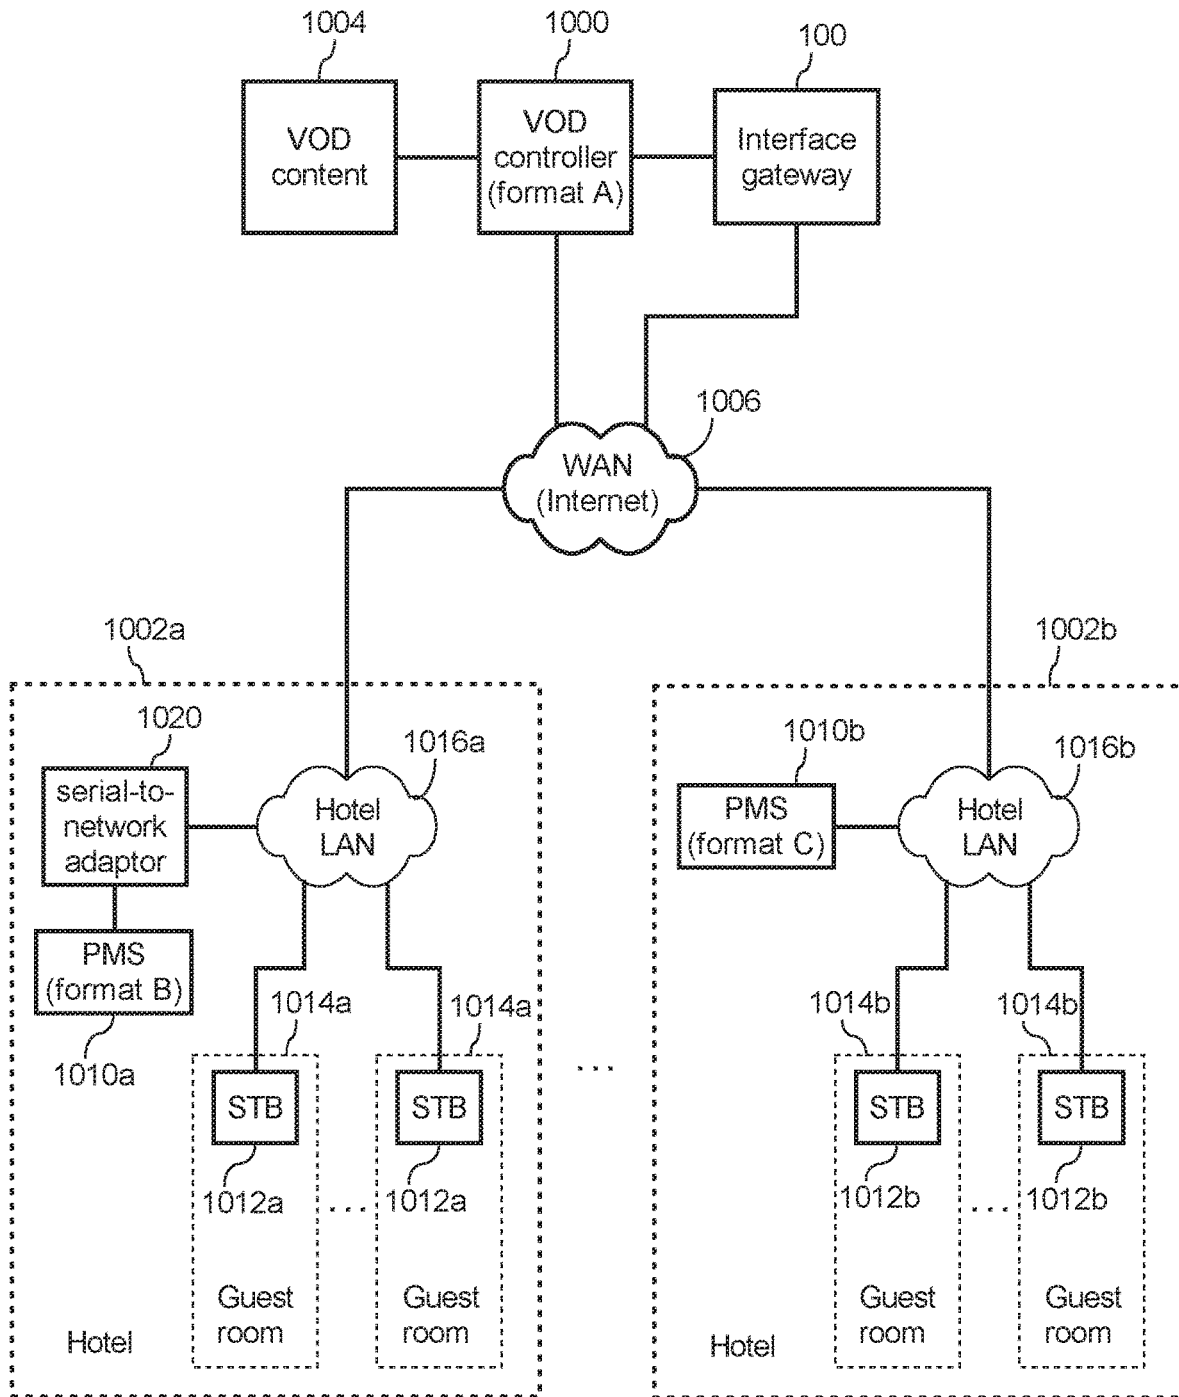 1004
1000
100
VOD
content
VOD
controller
(format A)
Interface
gateway
1006
WAN
(Internet)
1002a
1002b
1020
1016a
serial-to-
network
adaptor
Hotel
LAN
PMS
(format B)
1010a
1014a
1014a
STB
STB
1012a
1012a
. . . .
Guest
room
Guest
room
Hotel
. . .
1010b
1016b
PMS
(format C)
Hotel
LAN
1014b
1014b
STB
STB
1012b
1012b
. . . .
Guest
room
Guest
room
Hotel